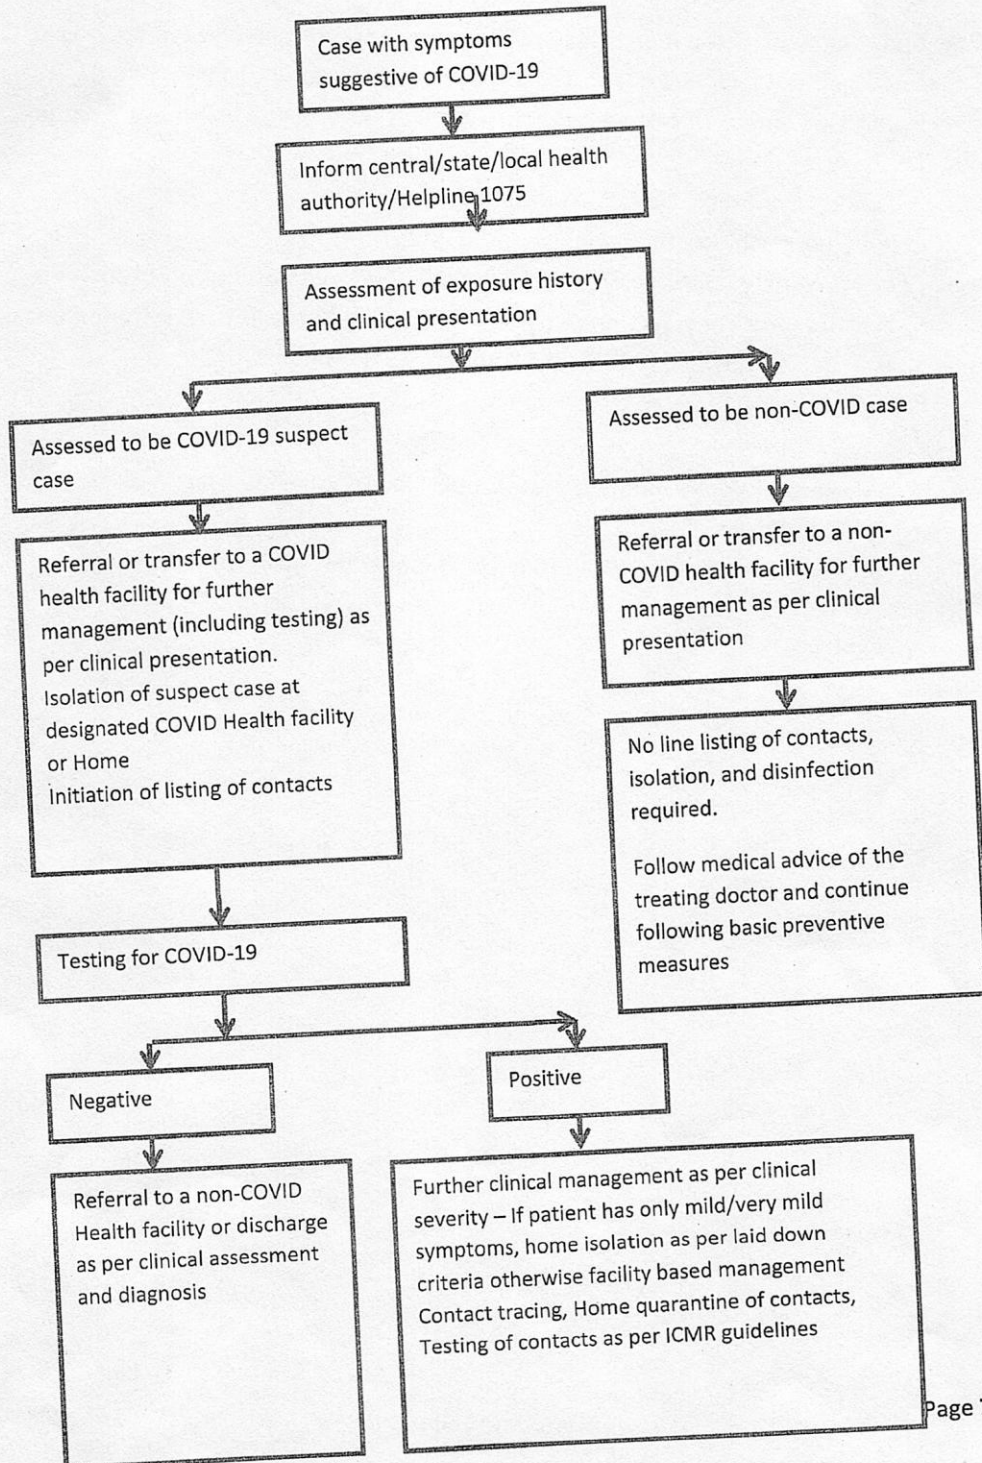 Case with symptoms
suggestive of COVID-19
Inform central/state/local health
authority/Helpline 1075
Assessment of exposure history
and clinical presentation
Assessed to be COVID-19 suspect
case
Assessed to be non-COVID case
Referral or transfer to a COVID
health facility for further
management (including testing) as
per clinical presentation.
Isolation of suspect case at
designated COVID Health facility
or Home
Initiation of listing of contacts
Referral or transfer to a non-
COVID health facility for further
management as per clinical
presentation
No line listing of contacts,
isolation, and disinfection
required.
Follow medical advice of the
treating doctor and continue
following basic preventive
measures
Testing for COVID-19
Negative
Positive
Referral to a non-COVID
Health facility or discharge
as per clinical assessment
and diagnosis
Further clinical management as per clinical
severity – If patient has only mild/very mild
symptoms, home isolation as per laid down
criteria otherwise facility based management
Contact tracing, Home quarantine of contacts,
Testing of contacts as per ICMR guidelines
Page